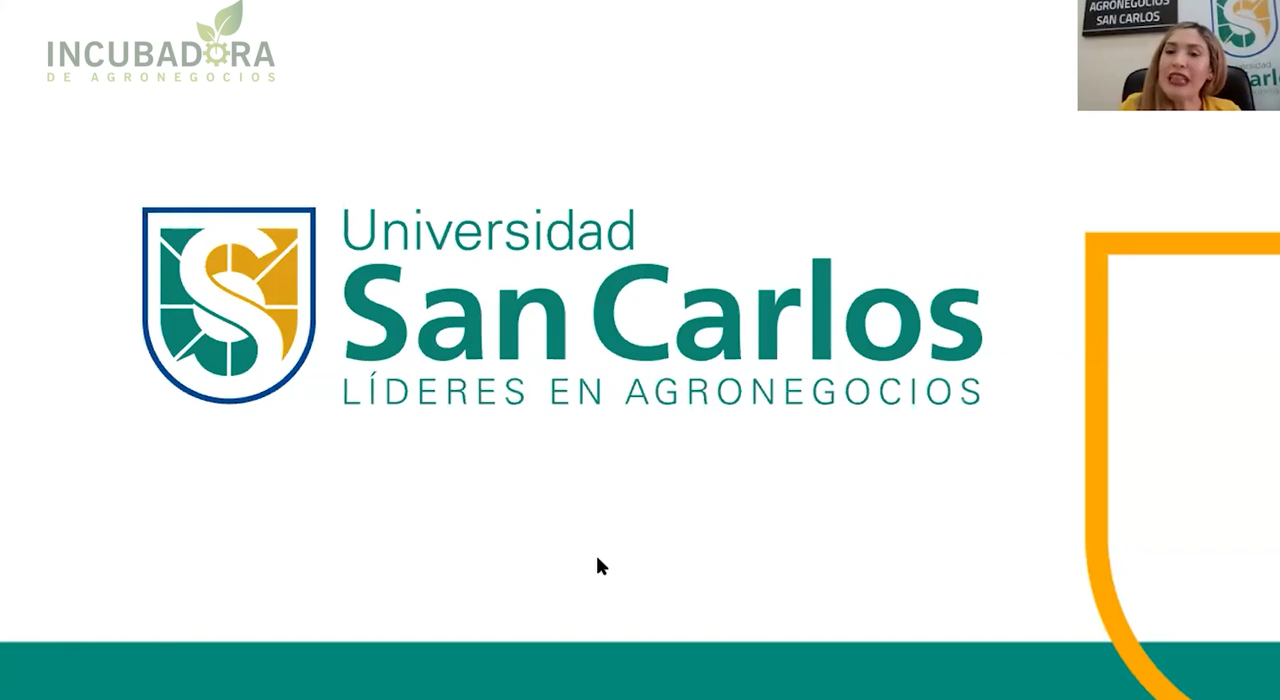 INCUBADORA
DE AGRONEGOCIOS
AGRONEGOCIOS
SAN CARLOS
Universidad
San Carlos
LÍDERES EN AGRONEGOCIOS